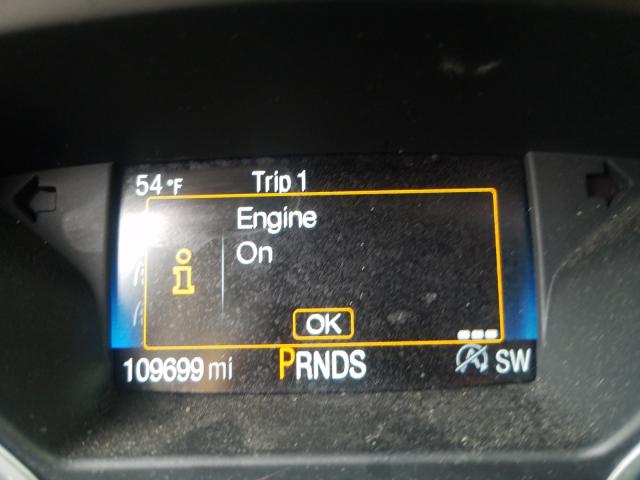 54 °F Trip 1
Engine
On
i
OK
109699 mi PRNDS SW